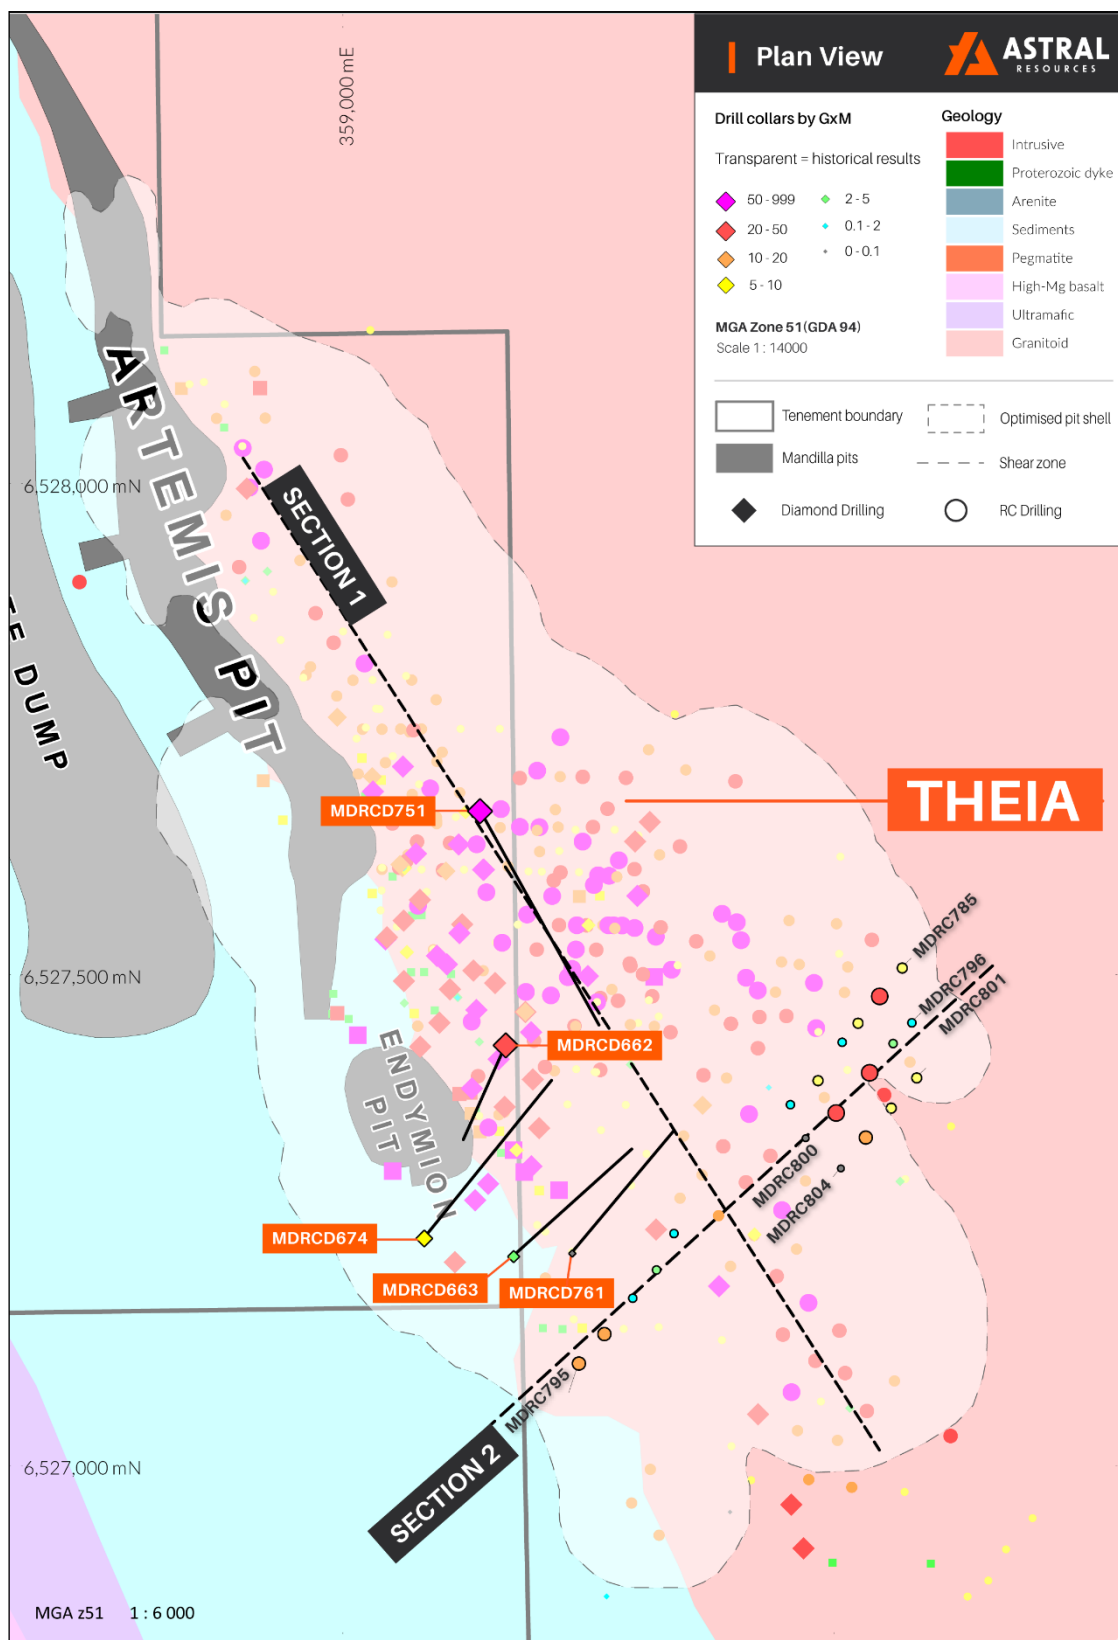 Plan View
ASTRAL
RESOURCES
Drill collars by GxM
Transparent = historical results
50 - 999
20 - 50
10 - 20
5 - 10
2 - 5
0.1 - 2
0 - 0.1
MGA Zone 51(GDA 94)
Scale 1 : 14000
Geology
Intrusive
Proterozoic dyke
Arenite
Sediments
Pegmatite
High-Mg basalt
Ultramafic
Granitoid
Tenement boundary
Optimised pit shell
Mandilla pits
Shear zone
Diamond Drilling
RC Drilling
359,000 mE
6,528,000 mN
ARTEMIS PIT
SECTION 1
TE DUMP
MDRCD751
THEIA
MDRC785
MDRC796
MDRC801
6,527,500 mN
MDRCD662
ENDYMION
PIT
MDRC800
MDRC804
MDRCD674
MDRCD663
MDRCD761
MDRC795
SECTION 2
6,527,000 mN
MGA z51 1 : 6 000